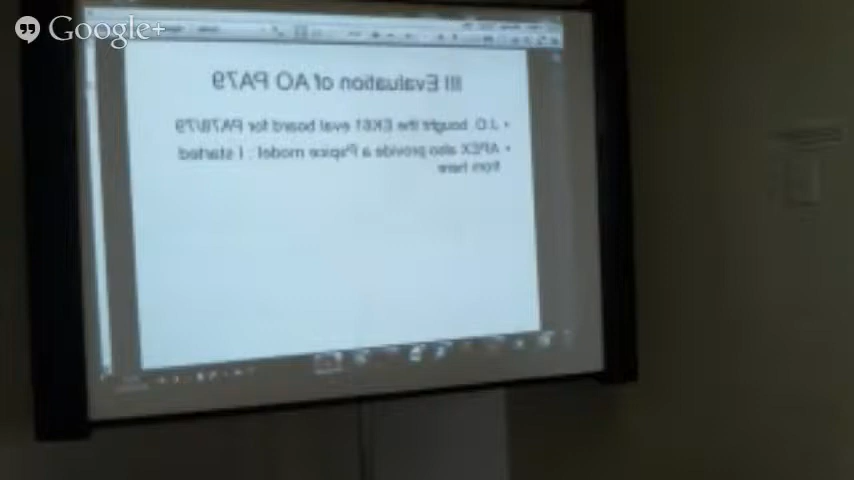 Google+
III Evaluation of AO PA79
• J.O. bought the EK61 eval board for PA78/79
• APEX also provide a Pspice model : I started
from here